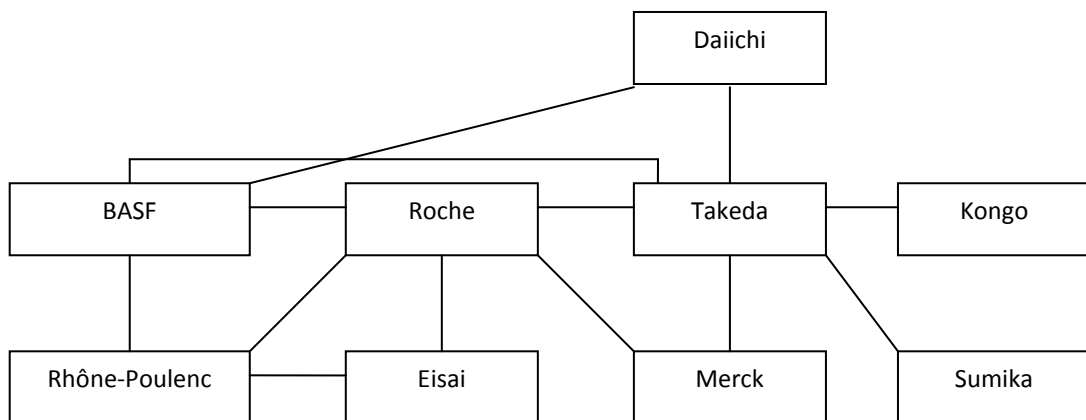 Daiichi
BASF
Roche
Takeda
Kongo
Rhône-Poulenc
Eisai
Merck
Sumika